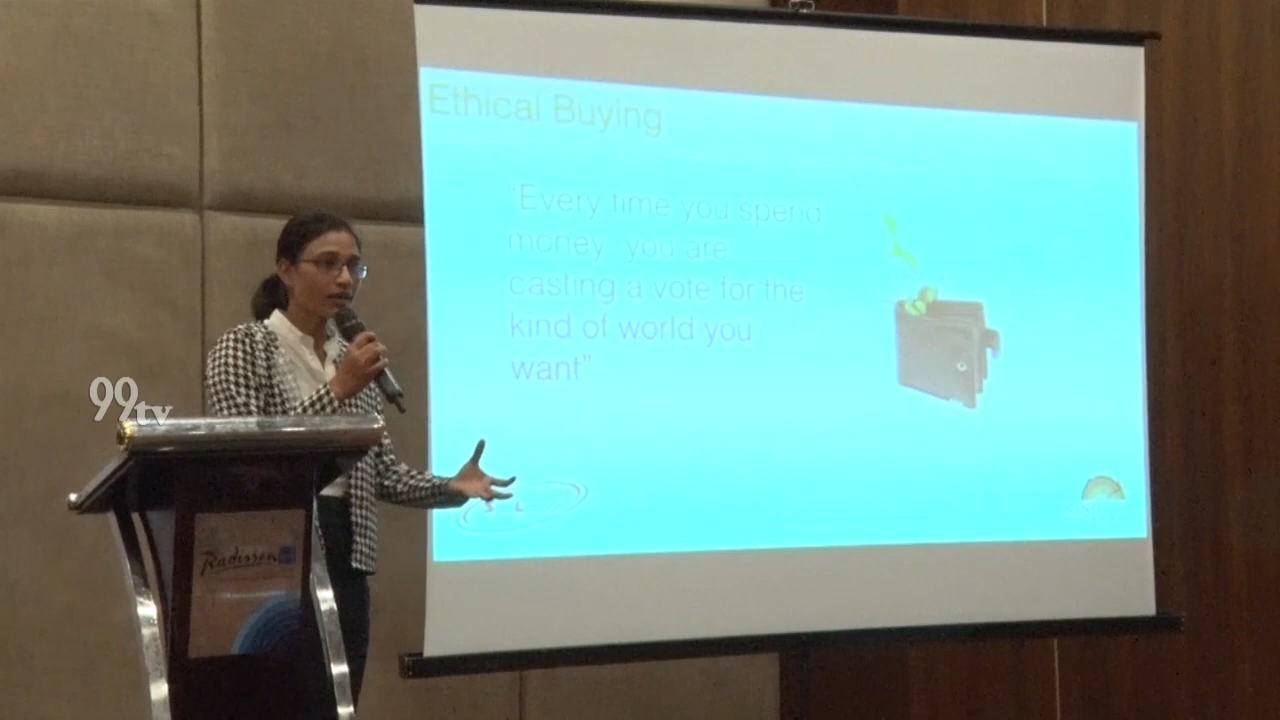 Ethical Buying
"Every time you spend
money you are
casting a vote for the
kind of world you
want"
99tv
Radisson